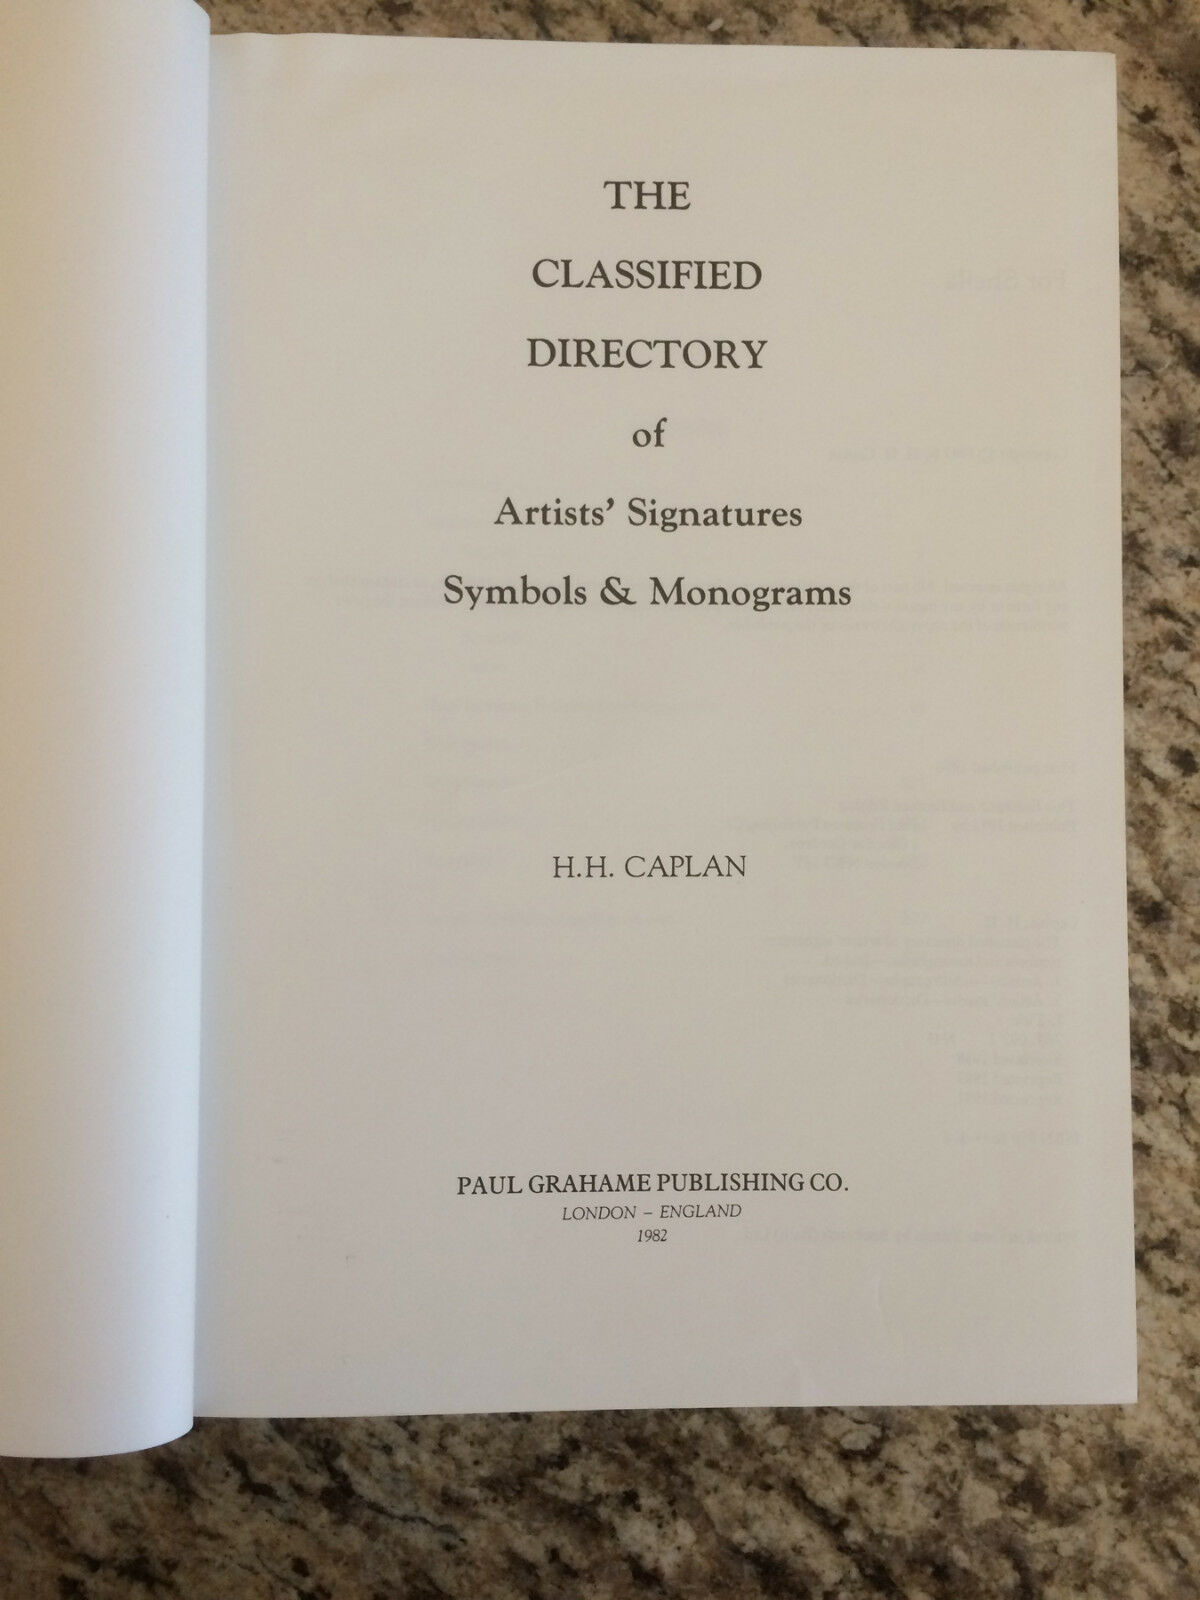 THE
CLASSIFIED
DIRECTORY
of
Artists' Signatures
Symbols & Monograms
H.H. CAPLAN
PAUL GRAHAME PUBLISHING CO.
LONDON – ENGLAND
1982